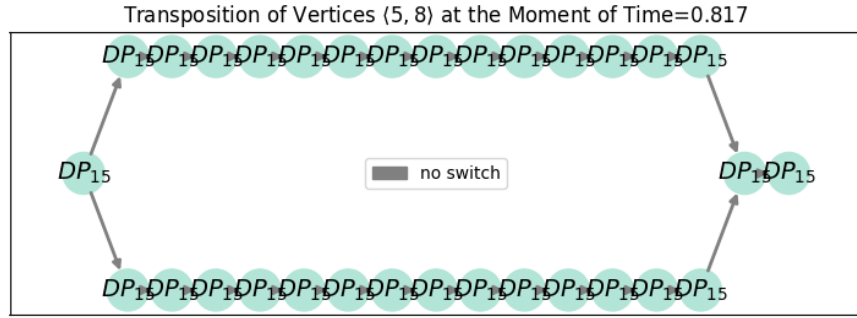 Transposition of Vertices ⟨5, 8⟩ at the Moment of Time=0.817
DP₁₅ DP₁₅ DP₁₅ DP₁₅ DP₁₅ DP₁₅ DP₁₅ DP₁₅ DP₁₅ DP₁₅ DP₁₅ DP₁₅ DP₁₅ DP₁₅
DP₁₅ no switch DP₁₅ DP₁₅
DP₁₅ DP₁₅ DP₁₅ DP₁₅ DP₁₅ DP₁₅ DP₁₅ DP₁₅ DP₁₅ DP₁₅ DP₁₅ DP₁₅ DP₁₅ DP₁₅